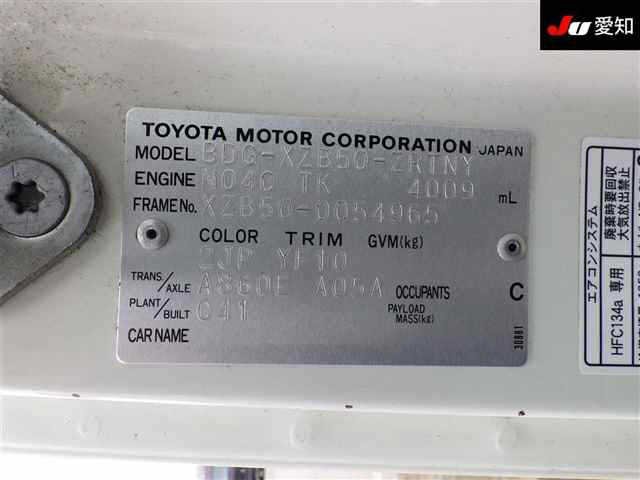 JU 愛知
TOYOTA MOTOR CORPORATION JAPAN
MODEL BDG-XZB50-ZRTNY
ENGINE N04C TK 4009 mL
FRAME No. XZB50-0054965
COLOR TRIM GVM(kg)
2JP YF10
TRANS/AXLE A860E A05A OCCUPANTS C
PLANT/BUILT C41 PAYLOAD MASS(kg)
CAR NAME
30861
エアコンシステム
廃棄時要回収
大気放出禁止
HFC134a 専用